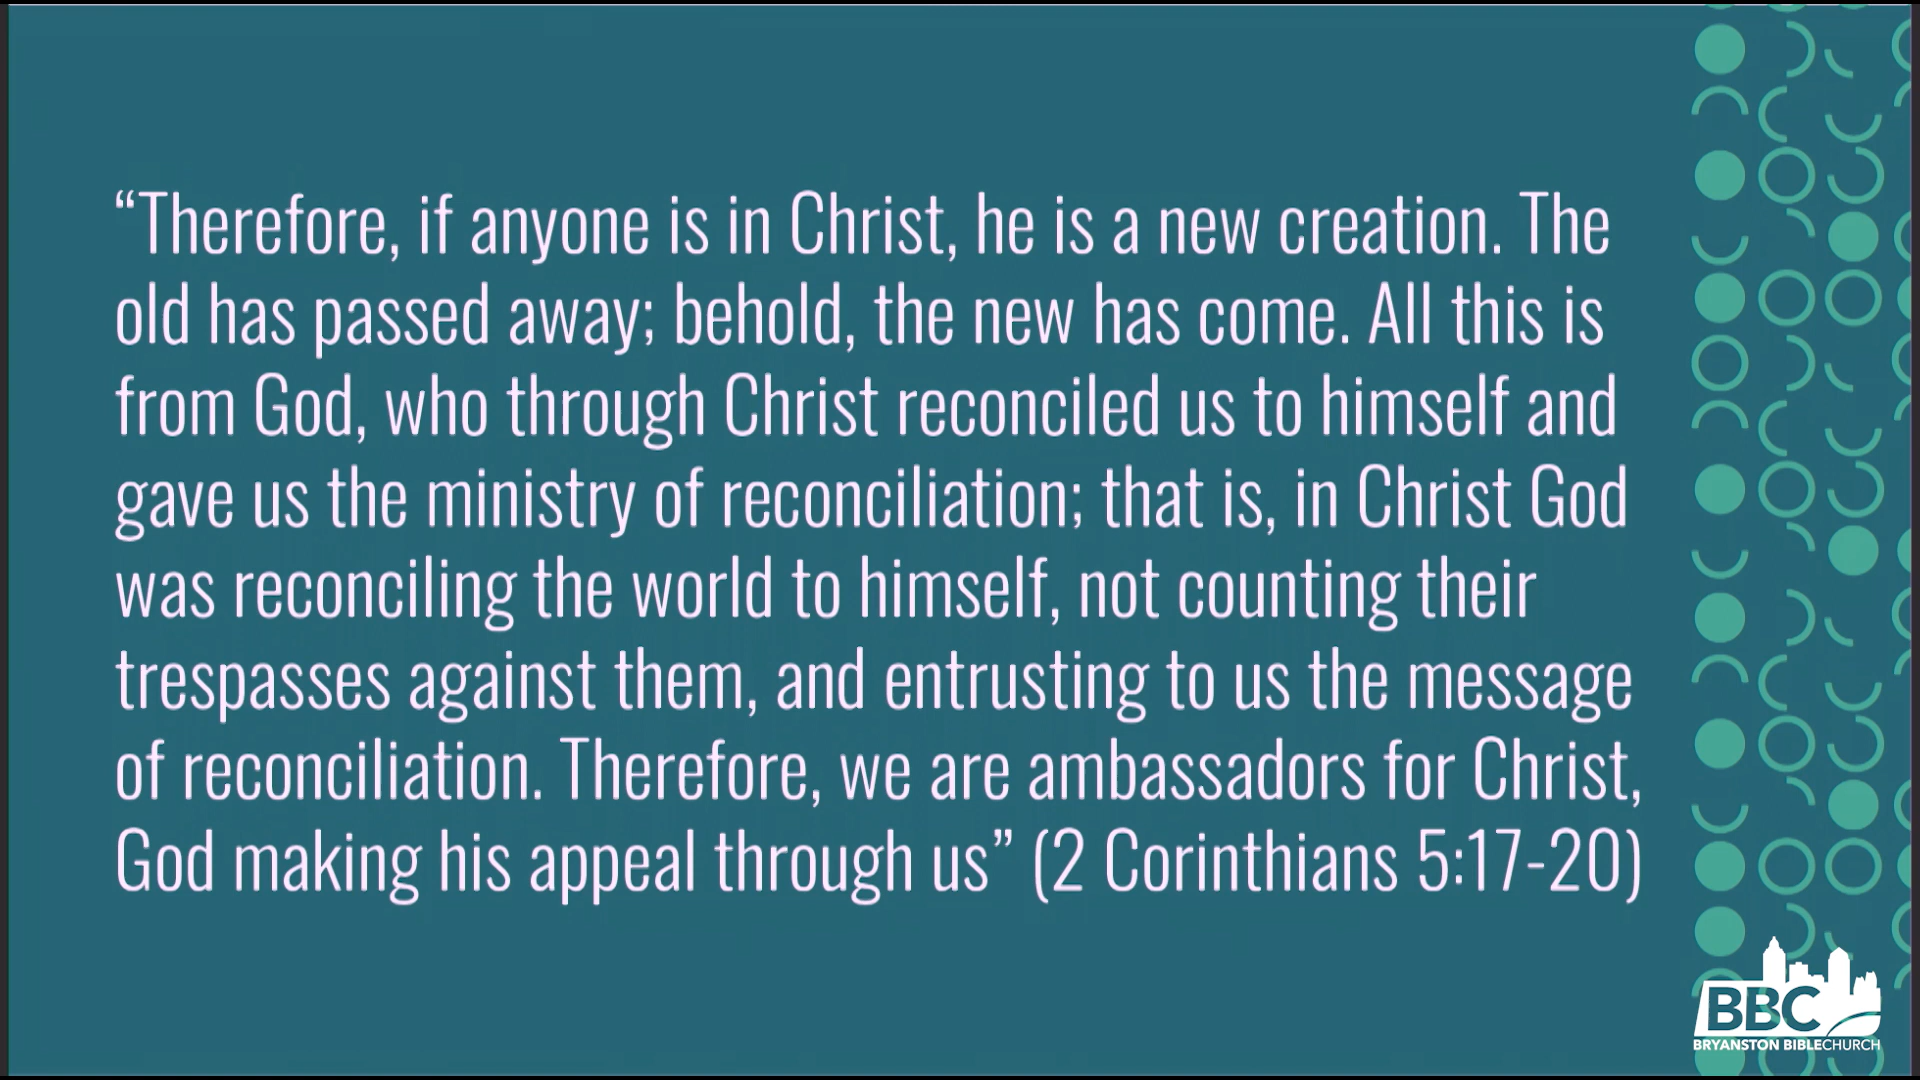 “Therefore, if anyone is in Christ, he is a new creation. The
old has passed away; behold, the new has come. All this is
from God, who through Christ reconciled us to himself and
gave us the ministry of reconciliation; that is, in Christ God
was reconciling the world to himself, not counting their
trespasses against them, and entrusting to us the message
of reconciliation. Therefore, we are ambassadors for Christ,
God making his appeal through us” (2 Corinthians 5:17-20)
BBC
BRYANSTON BIBLECHURCH